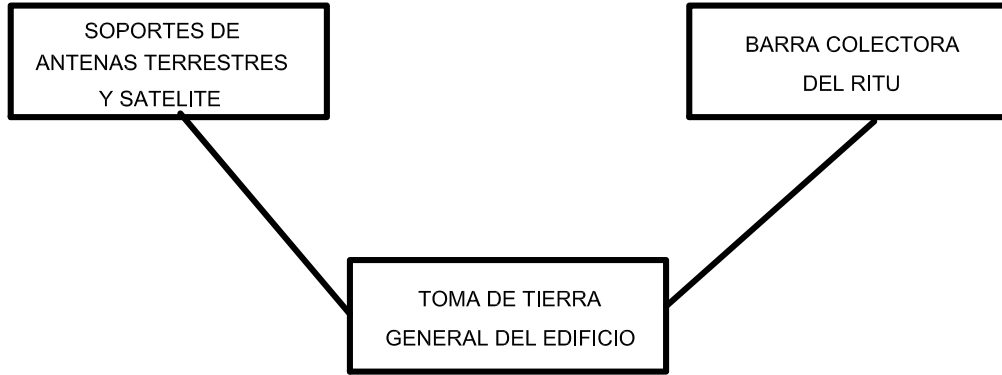 SOPORTES DE
ANTENAS TERRESTRES
Y SATELITE
BARRA COLECTORA
DEL RITU
TOMA DE TIERRA
GENERAL DEL EDIFICIO